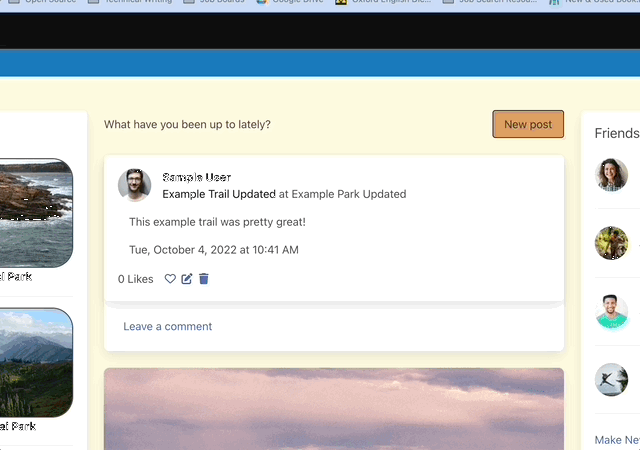 Open Source
Technical Writing
Job Boards
Google Drive
Oxford English Dic...
Job Search Resou...
New & Used Book
What have you been up to lately?
New post
Friends
Sample User
Example Trail Updated at Example Park Updated
This example trail was pretty great!
Tue, October 4, 2022 at 10:41 AM
0 Likes
Park
Leave a comment
Park
Make Ne